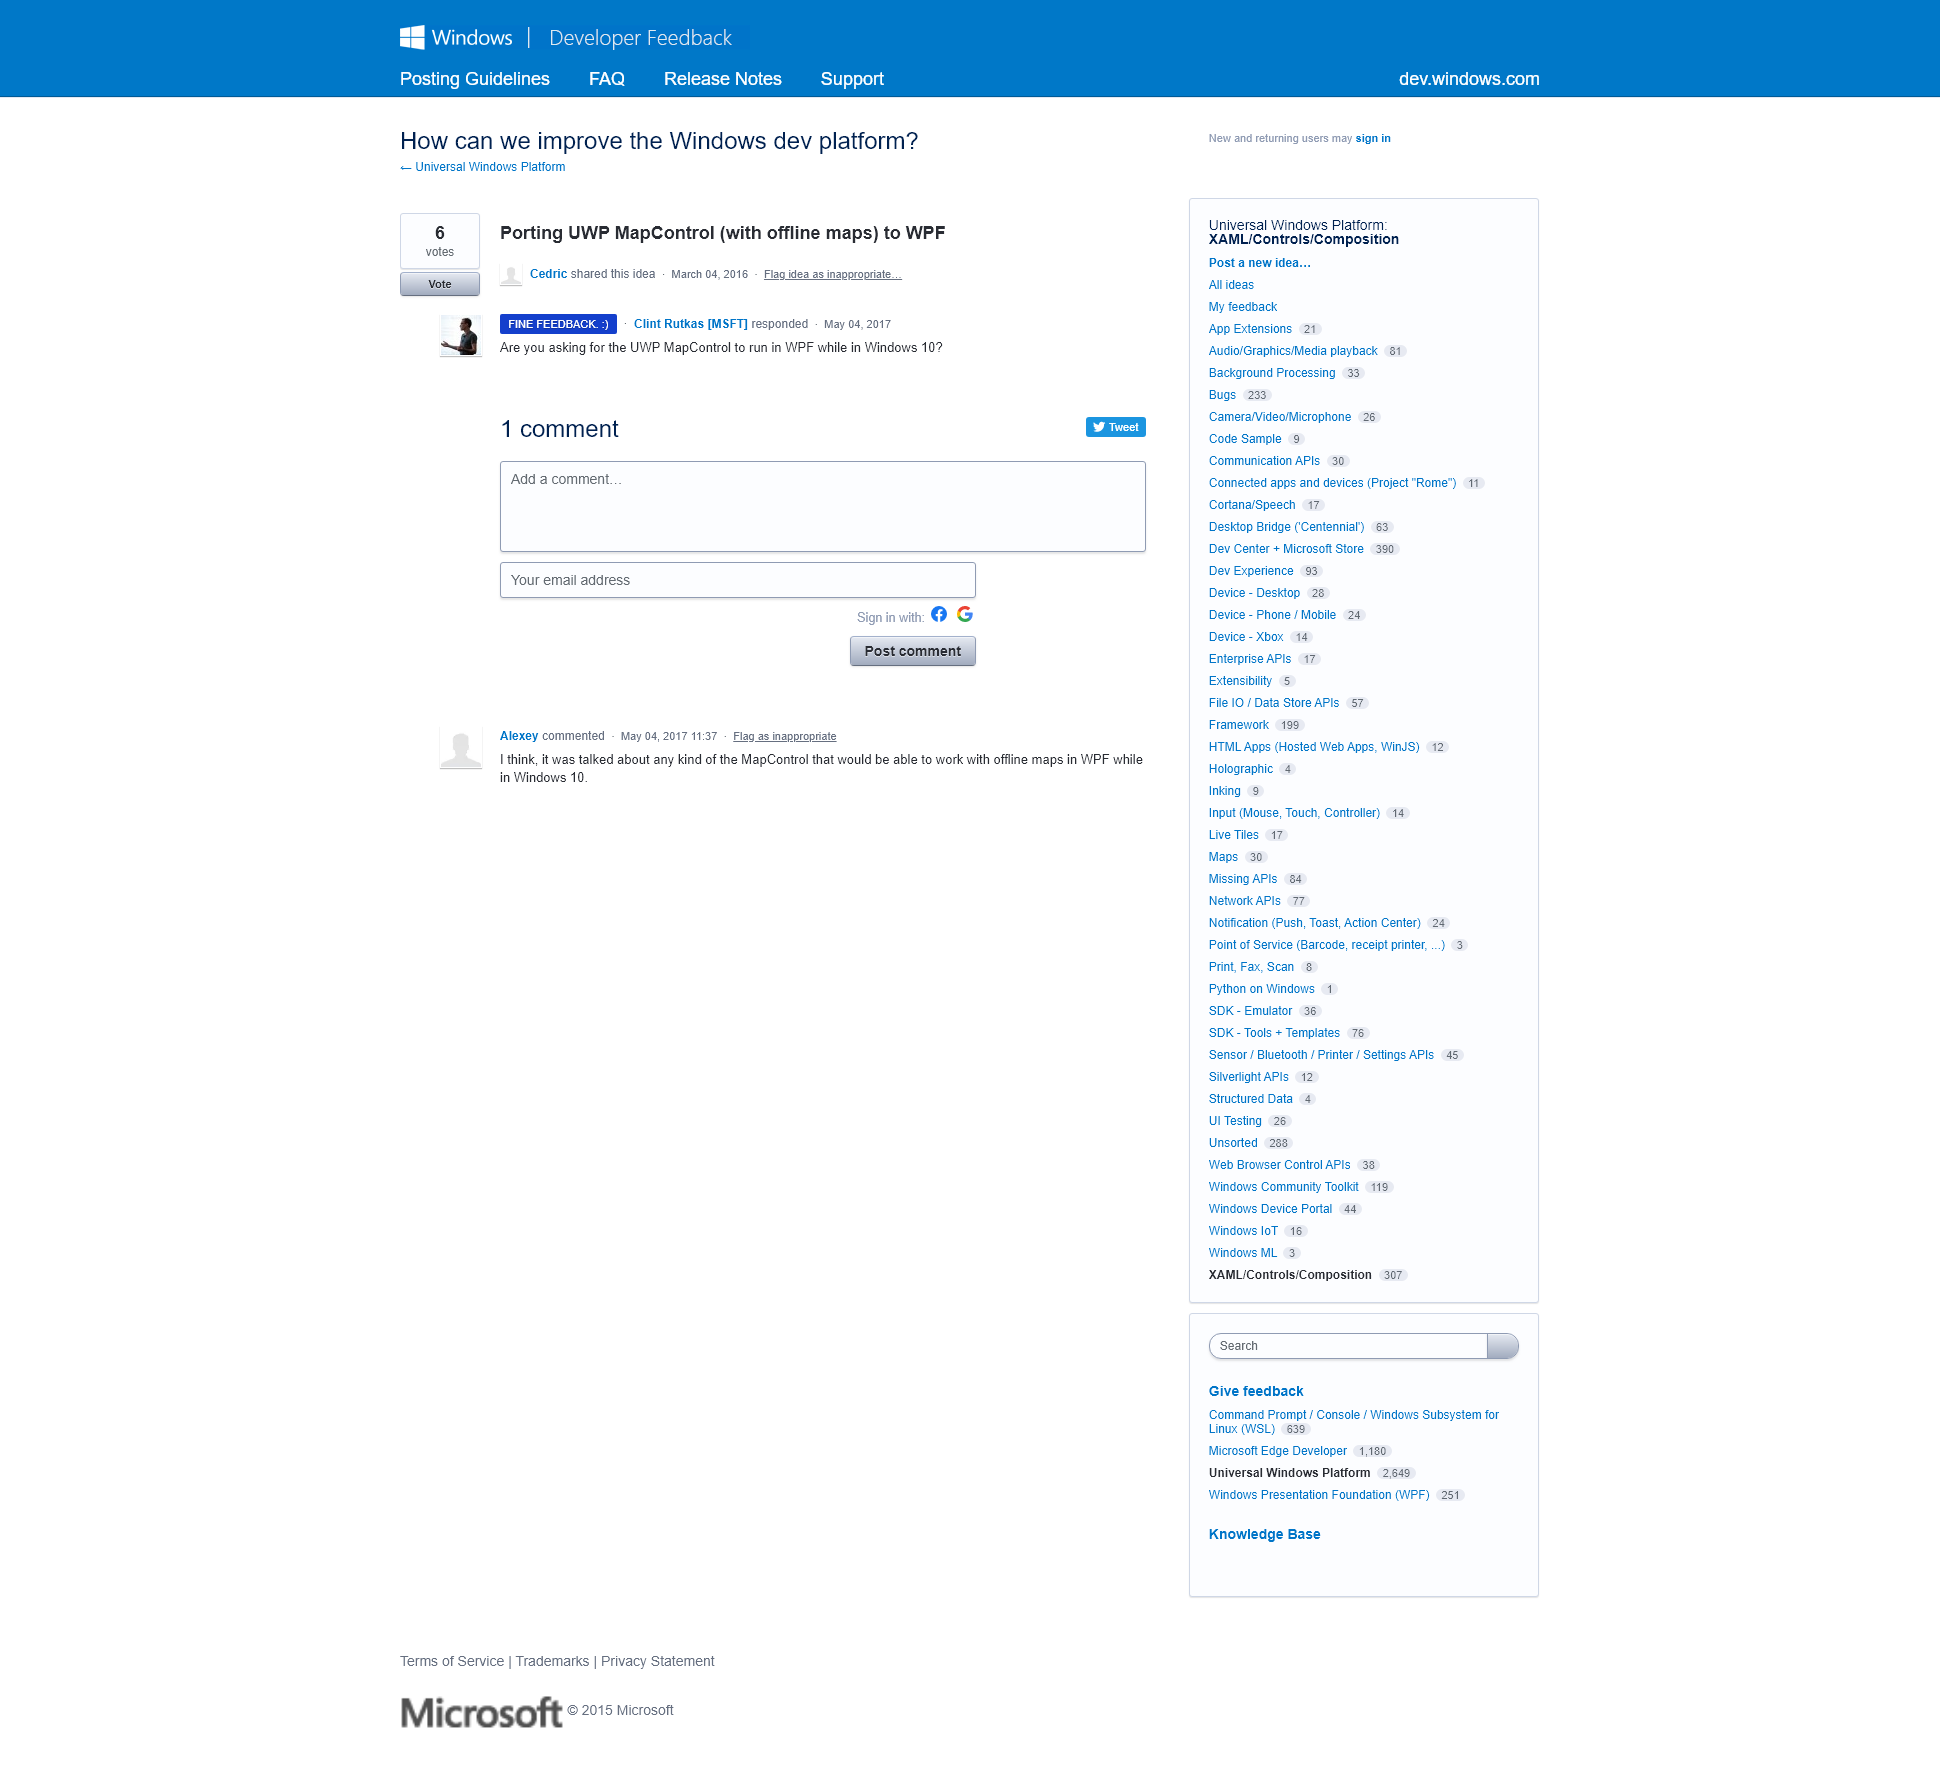 Windows | Developer Feedback
Posting Guidelines FAQ Release Notes Support dev.windows.com
How can we improve the Windows dev platform?
← Universal Windows Platform
New and returning users may sign in
6
votes
Vote
Porting UWP MapControl (with offline maps) to WPF
Cedric shared this idea · March 04, 2016 · Flag idea as inappropriate…
FINE FEEDBACK. :) · Clint Rutkas [MSFT] responded · May 04, 2017
Are you asking for the UWP MapControl to run in WPF while in Windows 10?
1 comment
Tweet
Add a comment…
Your email address
Sign in with:
Post comment
Alexey commented · May 04, 2017 11:37 · Flag as inappropriate
I think, it was talked about any kind of the MapControl that would be able to work with offline maps in WPF while
in Windows 10.
Universal Windows Platform:
XAML/Controls/Composition
Post a new idea…
All ideas
My feedback
App Extensions 21
Audio/Graphics/Media playback 81
Background Processing 33
Bugs 233
Camera/Video/Microphone 26
Code Sample 9
Communication APIs 30
Connected apps and devices (Project "Rome") 11
Cortana/Speech 17
Desktop Bridge ('Centennial') 63
Dev Center + Microsoft Store 390
Dev Experience 93
Device - Desktop 28
Device - Phone / Mobile 24
Device - Xbox 14
Enterprise APIs 17
Extensibility 5
File IO / Data Store APIs 57
Framework 199
HTML Apps (Hosted Web Apps, WinJS) 12
Holographic 4
Inking 9
Input (Mouse, Touch, Controller) 14
Live Tiles 17
Maps 30
Missing APIs 84
Network APIs 77
Notification (Push, Toast, Action Center) 24
Point of Service (Barcode, receipt printer, ...) 3
Print, Fax, Scan 8
Python on Windows 1
SDK - Emulator 36
SDK - Tools + Templates 76
Sensor / Bluetooth / Printer / Settings APIs 45
Silverlight APIs 12
Structured Data 4
UI Testing 26
Unsorted 288
Web Browser Control APIs 38
Windows Community Toolkit 119
Windows Device Portal 44
Windows IoT 16
Windows ML 3
XAML/Controls/Composition 307
Search
Give feedback
Command Prompt / Console / Windows Subsystem for
Linux (WSL) 639
Microsoft Edge Developer 1,180
Universal Windows Platform 2,649
Windows Presentation Foundation (WPF) 251
Knowledge Base
Terms of Service | Trademarks | Privacy Statement
Microsoft © 2015 Microsoft